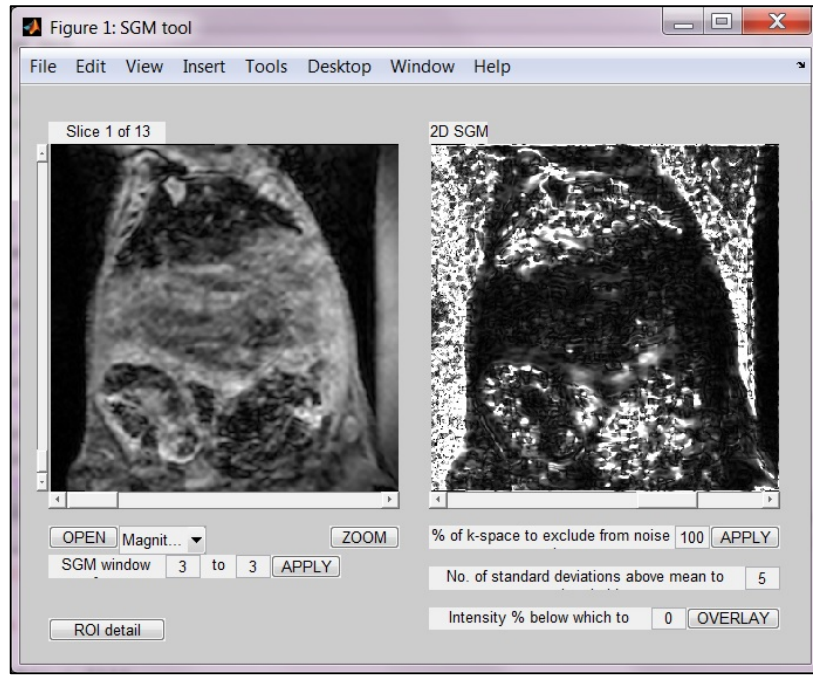 Figure 1: SGM tool
File Edit View Insert Tools Desktop Window Help
Slice 1 of 13
2D SGM
OPEN Magnit... ZOOM
% of k-space to exclude from noise 100 APPLY
SGM window 3 to 3 APPLY
No. of standard deviations above mean to 5
Intensity % below which to 0 OVERLAY
ROI detail